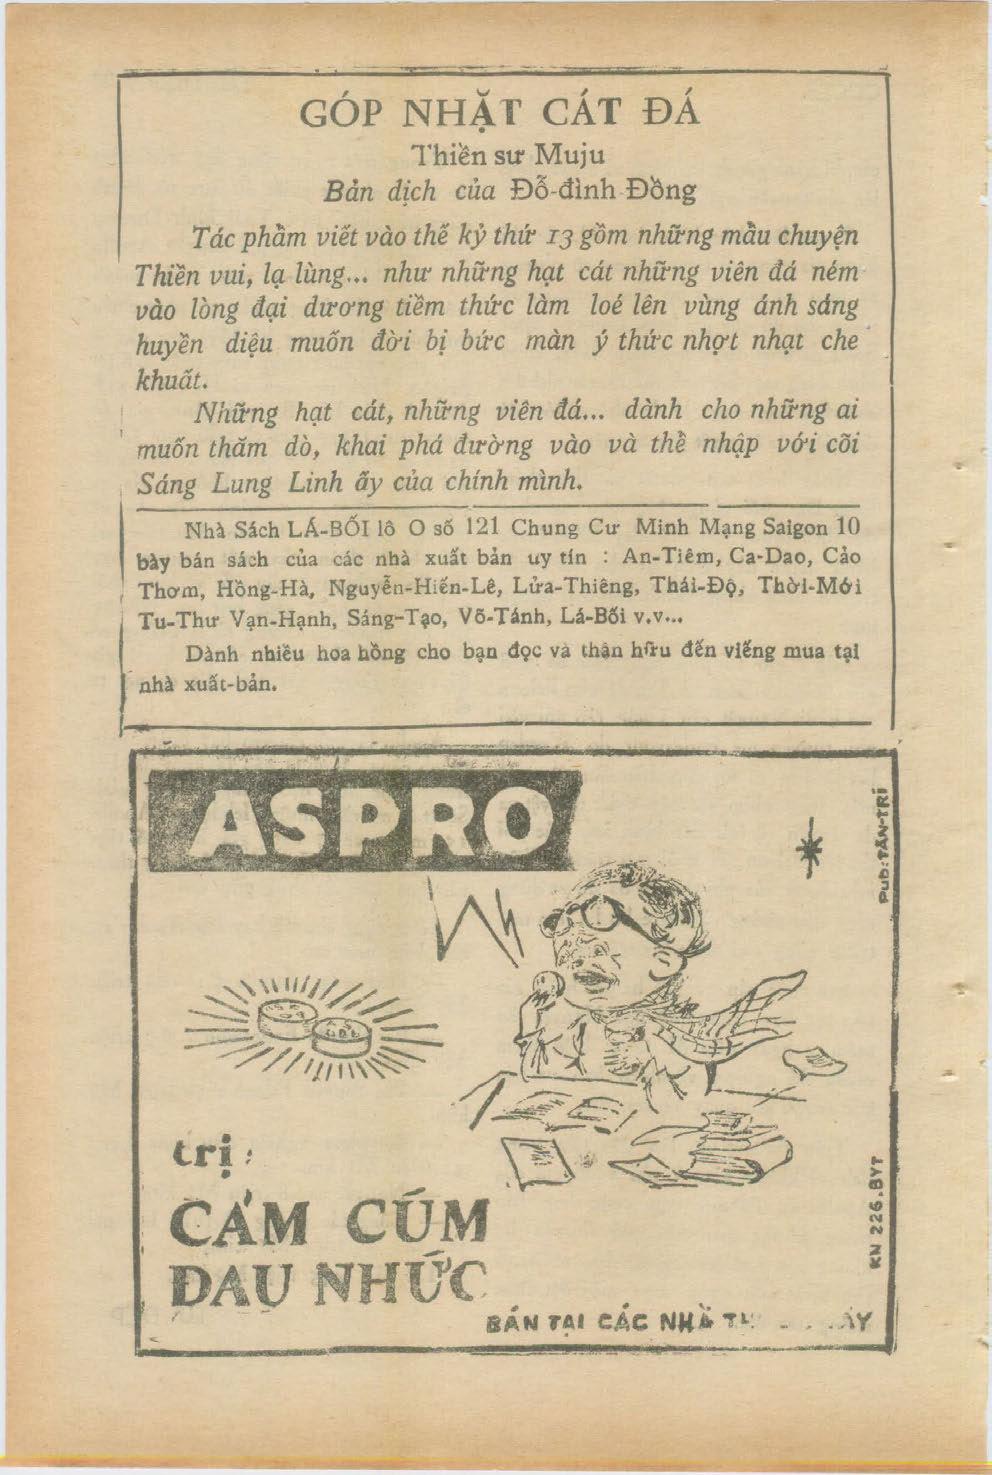 GÓP NHẶT CÁT ĐÁ
Thiền sư Muju
Bản dịch của Đỗ-đình-Đồng
Tác phẩm viết vào thế kỷ thứ 13 gồm những mẩu chuyện
Thiền vui, lạ lùng... như những hạt cát những viên đá ném
vào lòng đại dương tiềm thức làm loé lên vùng ánh sáng
huyền diệu muốn đời bị bức màn ý thức nhợt nhạt che
khuất.
Những hạt cát, những viên đá... dành cho những ai
muốn thăm dò, khai phá đường vào và thể nhập với cõi
Sáng Lung Linh ấy của chính mình.
Nhà Sách LÁ-BỐI lô O số 121 Chung Cư Minh Mạng Saigon 10
bày bán sách của các nhà xuất bản uy tín : An-Tiêm, Ca-Dao, Cảo
Thơm, Hồng-Hà, Nguyễn-Hiến-Lê, Lửa-Thiêng, Thái-Độ, Thời-Mới
Tu-Thư Vạn-Hạnh, Sáng-Tạo, Võ-Tánh, Lá-Bối v.v...
Dành nhiều hoa hồng cho bạn đọc và thân hữu đến viếng mua tại
nhà xuất-bản.
ASPRO
Pub: TÂN-TRÍ
trị :
CẢM CÚM
ĐAU NHỨC
KN 226.BYT
BÁN TẠI CÁC NHÀ